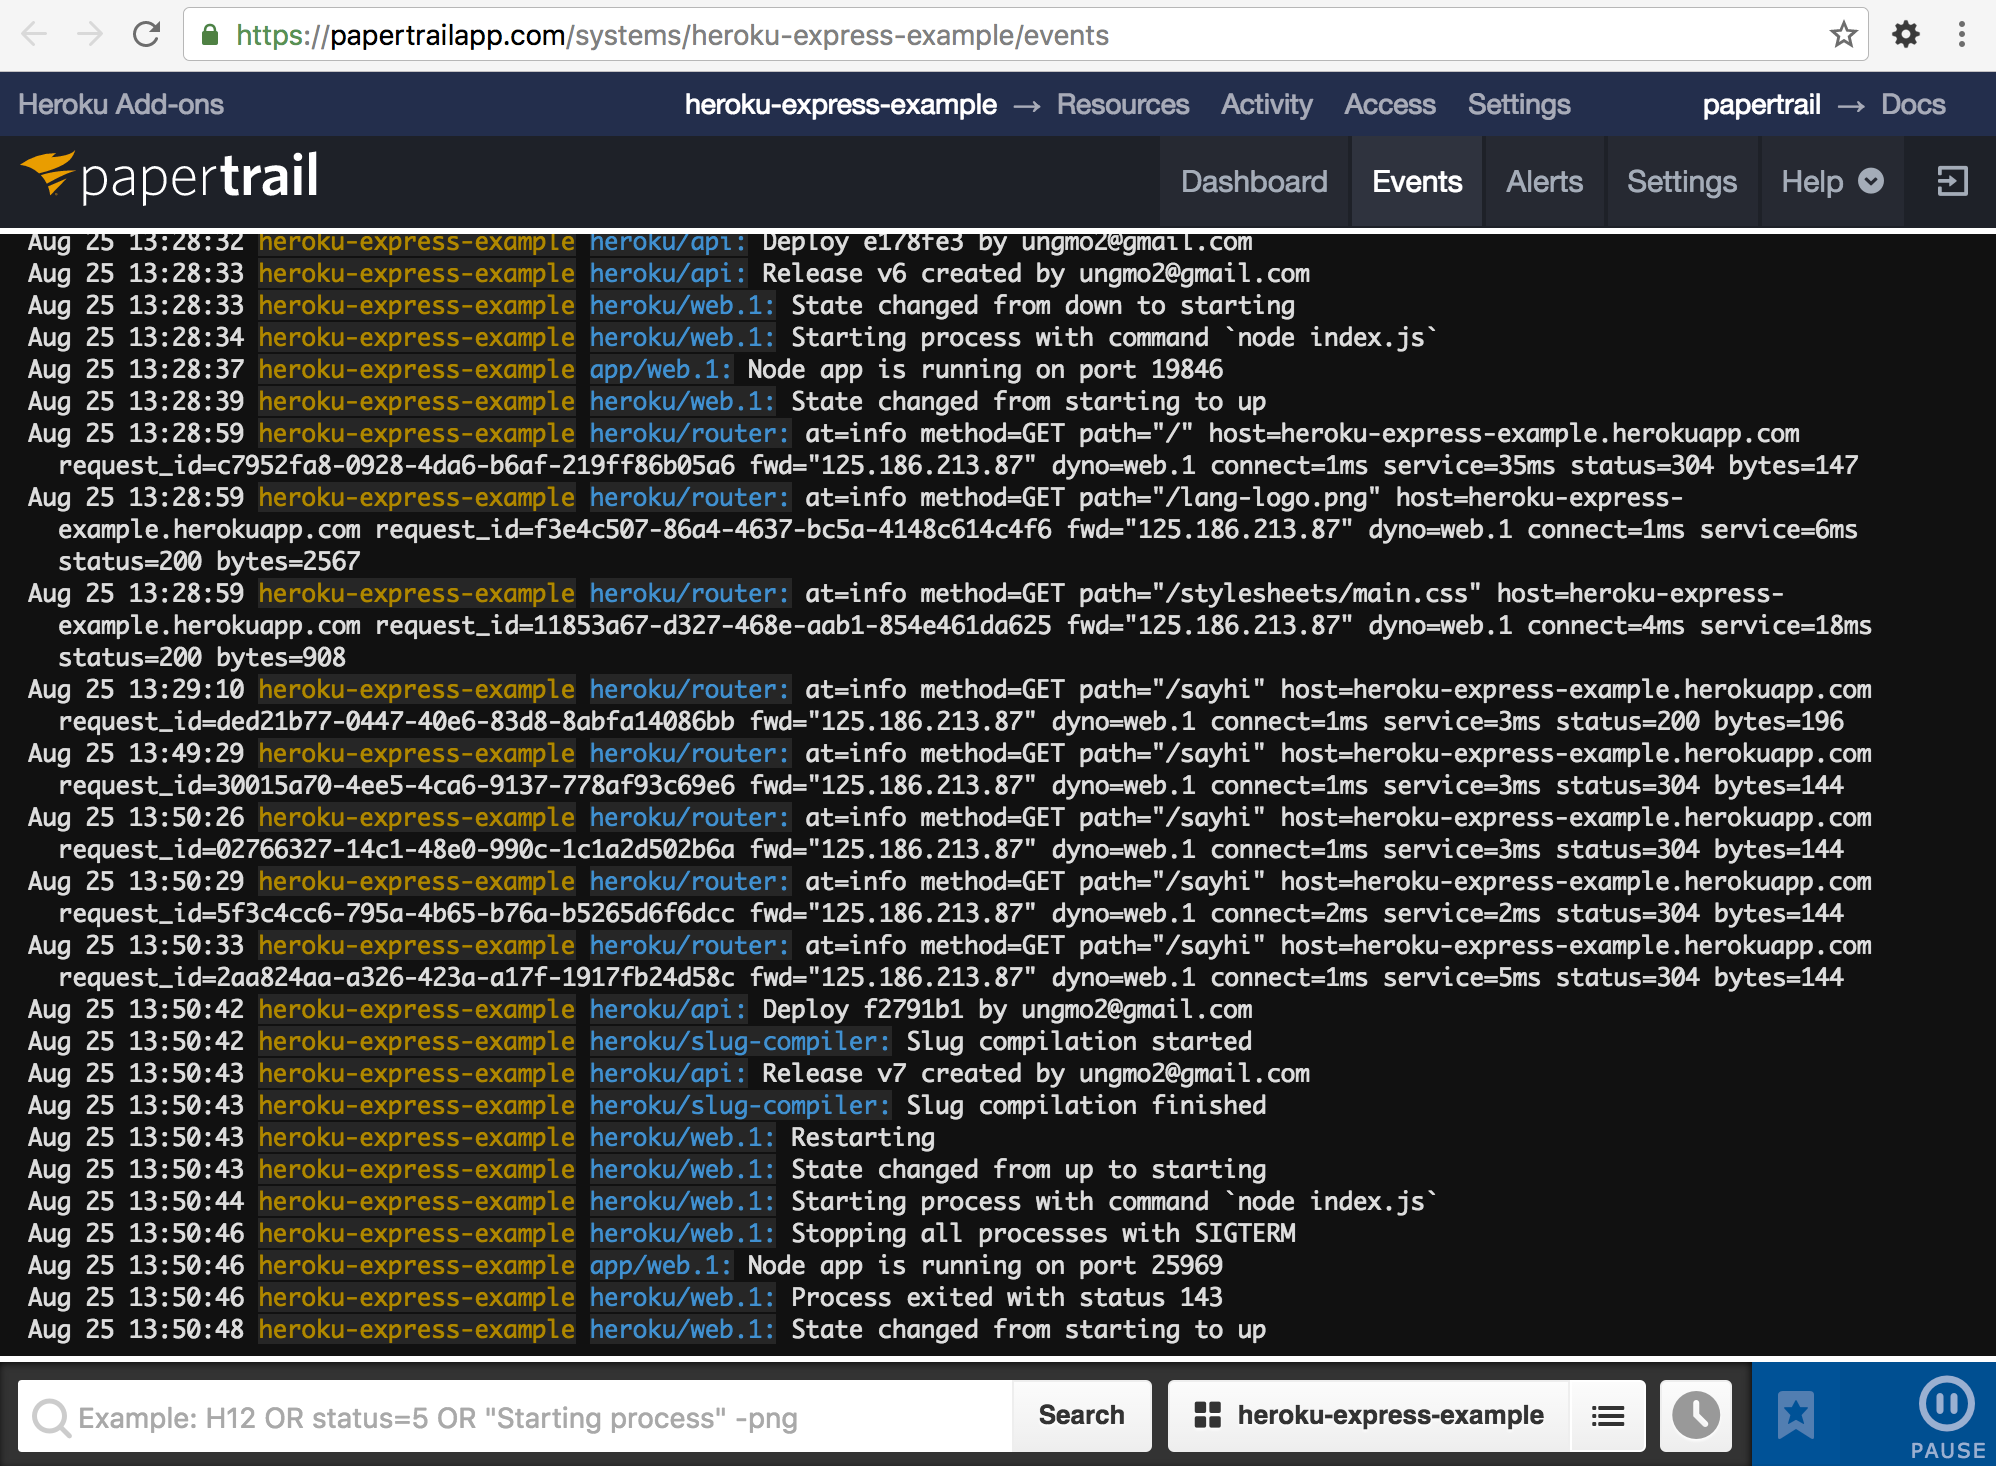 https://papertrailapp.com/systems/heroku-express-example/events
Heroku Add-ons heroku-express-example → Resources Activity Access Settings papertrail → Docs
papertrail Dashboard Events Alerts Settings Help
Aug 25 13:28:32 heroku-express-example heroku/api: Deploy e178fe3 by ungmo2@gmail.com
Aug 25 13:28:33 heroku-express-example heroku/api: Release v6 created by ungmo2@gmail.com
Aug 25 13:28:33 heroku-express-example heroku/web.1: State changed from down to starting
Aug 25 13:28:34 heroku-express-example heroku/web.1: Starting process with command `node index.js`
Aug 25 13:28:37 heroku-express-example app/web.1: Node app is running on port 19846
Aug 25 13:28:39 heroku-express-example heroku/web.1: State changed from starting to up
Aug 25 13:28:59 heroku-express-example heroku/router: at=info method=GET path="/" host=heroku-express-example.herokuapp.com
request_id=c7952fa8-0928-4da6-b6af-219ff86b05a6 fwd="125.186.213.87" dyno=web.1 connect=1ms service=35ms status=304 bytes=147
Aug 25 13:28:59 heroku-express-example heroku/router: at=info method=GET path="/lang-logo.png" host=heroku-express-
example.herokuapp.com request_id=f3e4c507-86a4-4637-bc5a-4148c614c4f6 fwd="125.186.213.87" dyno=web.1 connect=1ms service=6ms
status=200 bytes=2567
Aug 25 13:28:59 heroku-express-example heroku/router: at=info method=GET path="/stylesheets/main.css" host=heroku-express-
example.herokuapp.com request_id=11853a67-d327-468e-aab1-854e461da625 fwd="125.186.213.87" dyno=web.1 connect=4ms service=18ms
status=200 bytes=908
Aug 25 13:29:10 heroku-express-example heroku/router: at=info method=GET path="/sayhi" host=heroku-express-example.herokuapp.com
request_id=ded21b77-0447-40e6-83d8-8abfa14086bb fwd="125.186.213.87" dyno=web.1 connect=1ms service=3ms status=200 bytes=196
Aug 25 13:49:29 heroku-express-example heroku/router: at=info method=GET path="/sayhi" host=heroku-express-example.herokuapp.com
request_id=30015a70-4ee5-4ca6-9137-778af93c69e6 fwd="125.186.213.87" dyno=web.1 connect=1ms service=3ms status=304 bytes=144
Aug 25 13:50:26 heroku-express-example heroku/router: at=info method=GET path="/sayhi" host=heroku-express-example.herokuapp.com
request_id=02766327-14c1-48e0-990c-1c1a2d502b6a fwd="125.186.213.87" dyno=web.1 connect=1ms service=3ms status=304 bytes=144
Aug 25 13:50:29 heroku-express-example heroku/router: at=info method=GET path="/sayhi" host=heroku-express-example.herokuapp.com
request_id=5f3c4cc6-795a-4b65-b76a-b5265d6f6dcc fwd="125.186.213.87" dyno=web.1 connect=2ms service=2ms status=304 bytes=144
Aug 25 13:50:33 heroku-express-example heroku/router: at=info method=GET path="/sayhi" host=heroku-express-example.herokuapp.com
request_id=2aa824aa-a326-423a-a17f-1917fb24d58c fwd="125.186.213.87" dyno=web.1 connect=1ms service=5ms status=304 bytes=144
Aug 25 13:50:42 heroku-express-example heroku/api: Deploy f2791b1 by ungmo2@gmail.com
Aug 25 13:50:42 heroku-express-example heroku/slug-compiler: Slug compilation started
Aug 25 13:50:43 heroku-express-example heroku/api: Release v7 created by ungmo2@gmail.com
Aug 25 13:50:43 heroku-express-example heroku/slug-compiler: Slug compilation finished
Aug 25 13:50:43 heroku-express-example heroku/web.1: Restarting
Aug 25 13:50:43 heroku-express-example heroku/web.1: State changed from up to starting
Aug 25 13:50:44 heroku-express-example heroku/web.1: Starting process with command `node index.js`
Aug 25 13:50:46 heroku-express-example heroku/web.1: Stopping all processes with SIGTERM
Aug 25 13:50:46 heroku-express-example app/web.1: Node app is running on port 25969
Aug 25 13:50:46 heroku-express-example heroku/web.1: Process exited with status 143
Aug 25 13:50:48 heroku-express-example heroku/web.1: State changed from starting to up
Example: H12 OR status=5 OR "Starting process" -png Search heroku-express-example
PAUSE